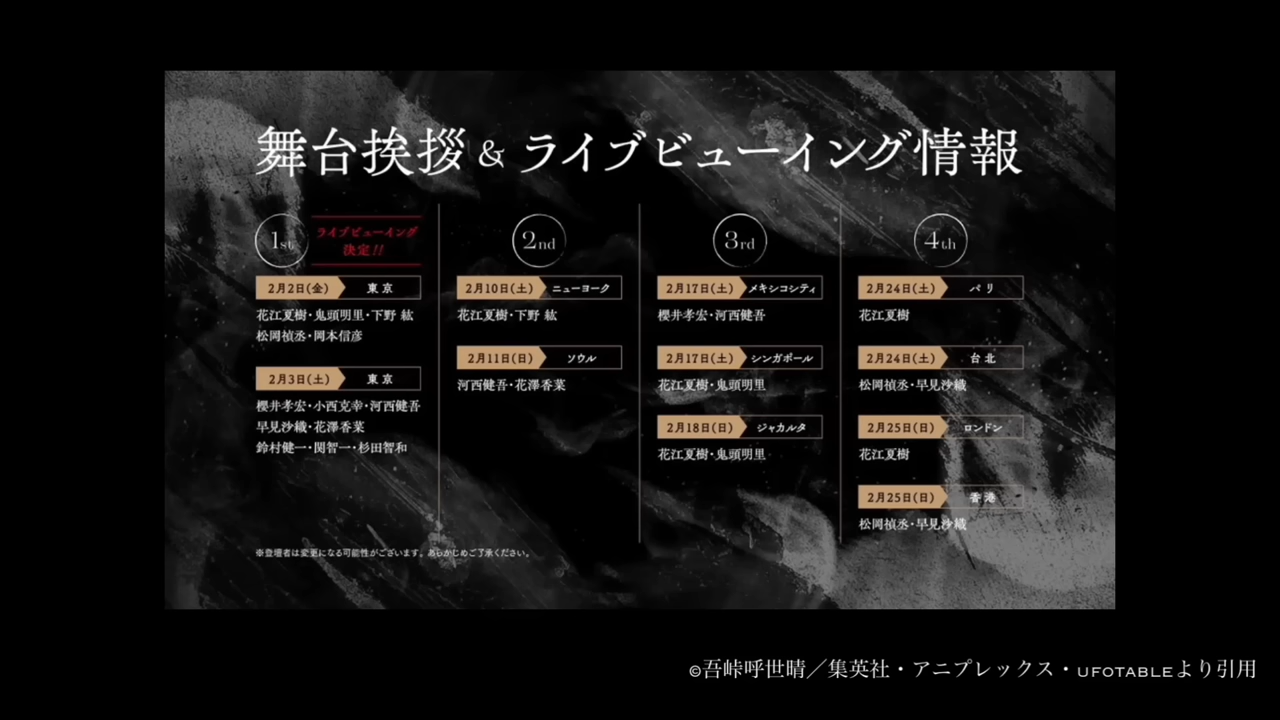 舞台挨拶&ライブビューイング情報
1st
ライブビューイング
決定!!
2月2日(金) 東京
花江夏樹・鬼頭明里・下野 紘
松岡禎丞・岡本信彦
2月3日(土) 東京
櫻井孝宏・小西克幸・河西健吾
早見沙織・花澤香菜
鈴村健一・関智一・杉田智和
2nd
2月10日(土) ニューヨーク
花江夏樹・下野 紘
2月11日(日) ソウル
河西健吾・花澤香菜
3rd
2月17日(土) メキシコシティ
櫻井孝宏・河西健吾
2月17日(土) シンガポール
花江夏樹・鬼頭明里
2月18日(日) ジャカルタ
花江夏樹・鬼頭明里
4th
2月24日(土) パリ
花江夏樹
2月24日(土) 台北
松岡禎丞・早見沙織
2月25日(日) ロンドン
花江夏樹
2月25日(日) 香港
松岡禎丞・早見沙織
※登壇者は変更になる可能性がございます。あらかじめご了承ください。
©吾峠呼世晴／集英社・アニプレックス・UFOTABLEより引用